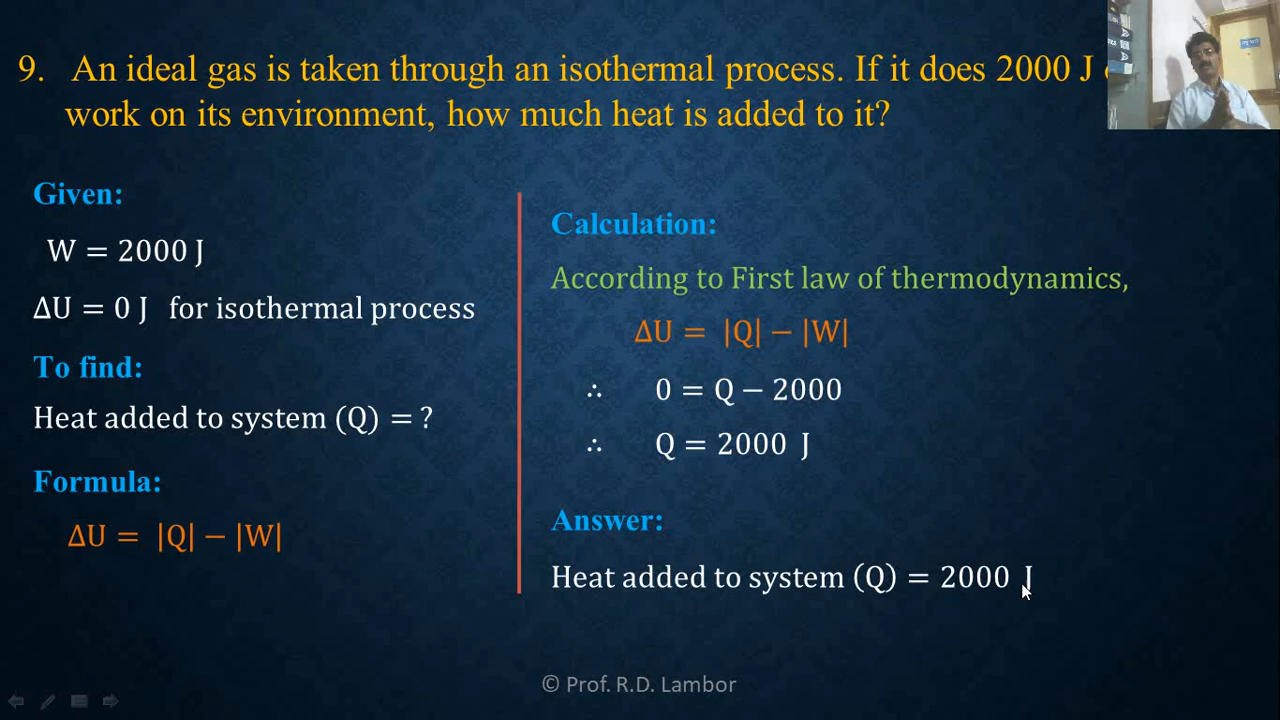 9. An ideal gas is taken through an isothermal process. If it does 2000 J
work on its environment, how much heat is added to it?
Given:
W = 2000 J
ΔU = 0 J for isothermal process
To find:
Heat added to system (Q) = ?
Formula:
ΔU = |Q| − |W|
Calculation:
According to First law of thermodynamics,
ΔU = |Q| − |W|
∴ 0 = Q − 2000
∴ Q = 2000 J
Answer:
Heat added to system (Q) = 2000 J
© Prof. R.D. Lambor